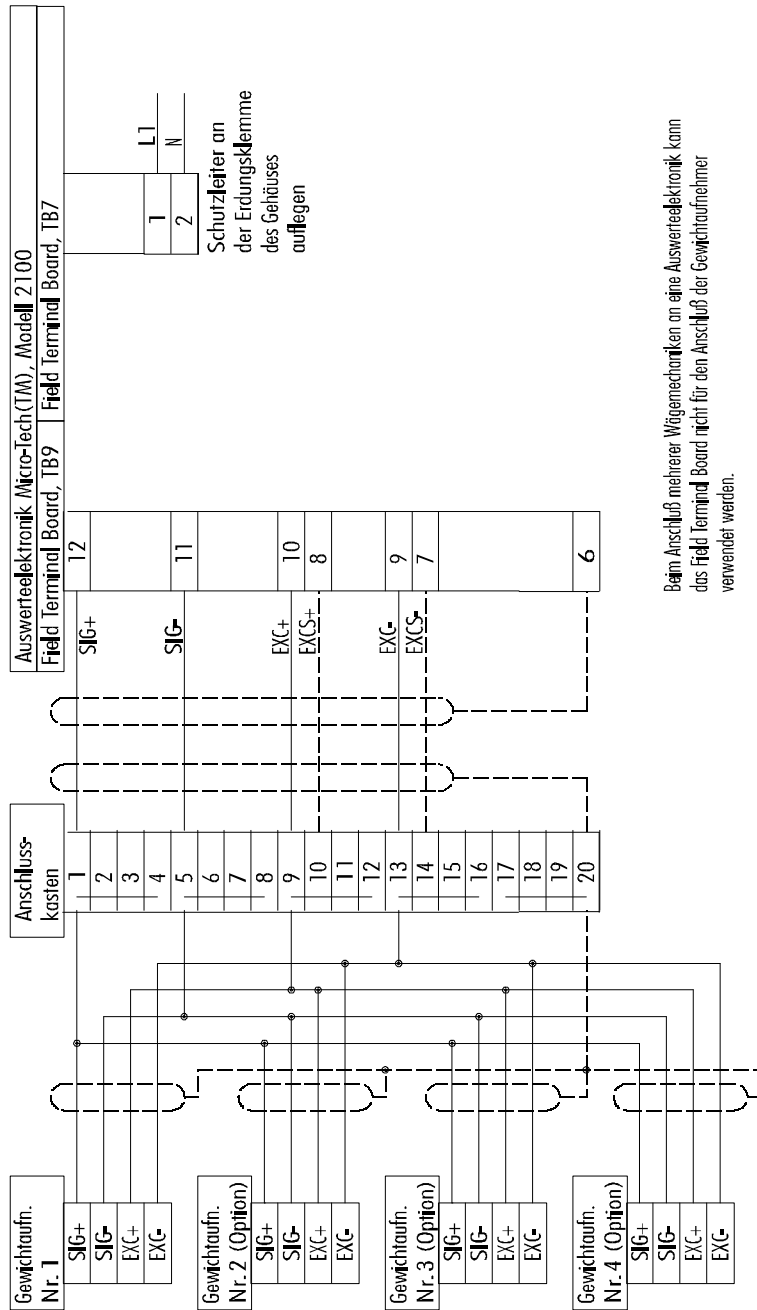 Auswerteelektronik Micro-Tech(TM), Modell 2100
Field Terminal Board, TB9
Field Terminal Board, TB7
12
11
10
8
9
7
6
1
2
L1
N
Schutzleiter an
der Erdungsklemme
des Gehäuses
auflegen
SIG+
SIG-
EXC+
EXCS+
EXC-
EXCS-
Anschluss-
kasten
1
2
3
4
5
6
7
8
9
10
11
12
13
14
15
16
17
18
19
20
Gewichtaufn.
Nr. 1
SIG+
SIG-
EXC+
EXC-
Gewichtaufn.
Nr. 2 (Option)
SIG+
SIG-
EXC+
EXC-
Gewichtaufn.
Nr. 3 (Option)
SIG+
SIG-
EXC+
EXC-
Gewichtaufn.
Nr. 4 (Option)
SIG+
SIG-
EXC+
EXC-
Beim Anschluß mehrerer Wägemechaniken an eine Auswerteelektronik kann
das Field Terminal Board nicht für den Anschluß der Gewichtaufnehmer
verwendet werden.